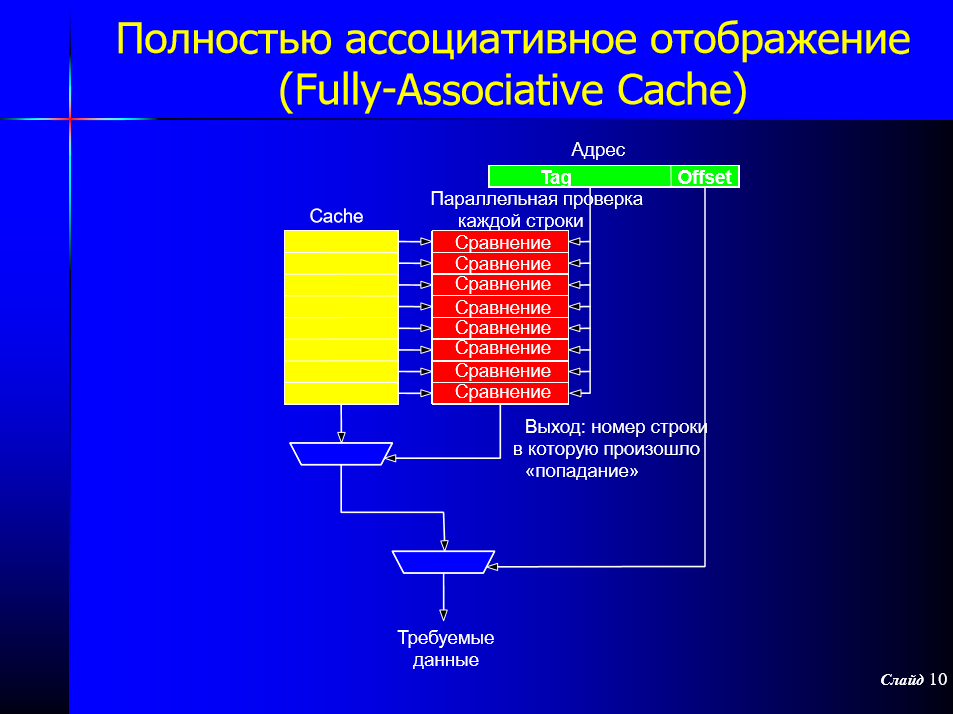 Полностью ассоциативное отображение
(Fully-Associative Cache)
Адрес
Tag
Offset
Параллельная проверка
каждой строки
Cache
Сравнение
Сравнение
Сравнение
Сравнение
Сравнение
Сравнение
Сравнение
Сравнение
Выход: номер строки
в которую произошло
«попадание»
Требуемые
данные
Слайд 10